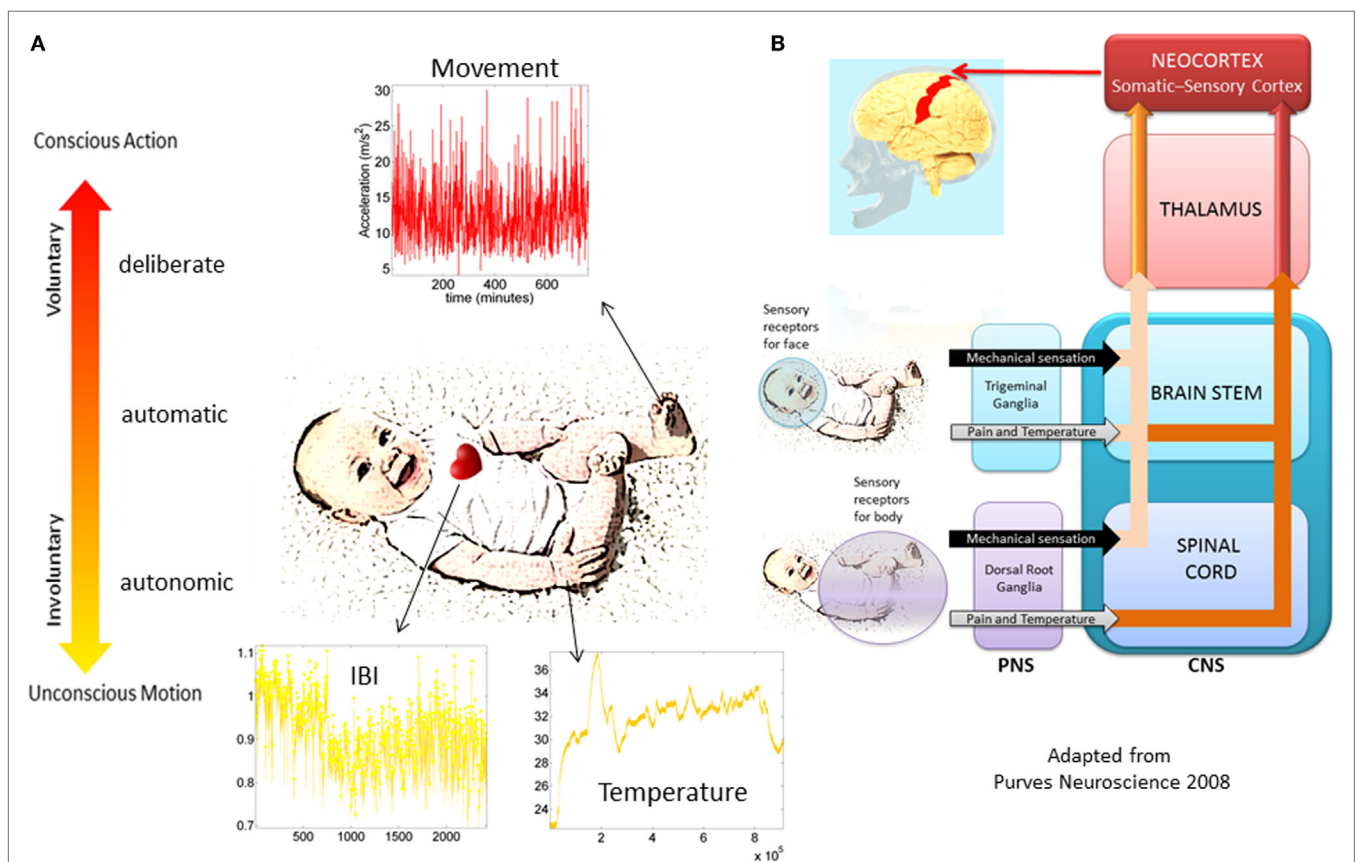 A
Movement
30
25
20
15
10
5
Acceleration (m/s²)
200 400 600
time (minutes)
Conscious Action
Voluntary
deliberate
automatic
Involuntary
autonomic
Unconscious Motion
IBI
1.1
1
0.9
0.8
0.7
0 500 1000 1500 2000
Temperature
36
34
32
30
28
26
24
2 4 6 8
x 10⁵
B
NEOCORTEX
Somatic–Sensory Cortex
THALAMUS
Sensory
receptors
for face
Mechanical sensation
Trigeminal
Ganglia
Pain and Temperature
BRAIN STEM
Sensory
receptors
for body
Mechanical sensation
Dorsal Root
Ganglia
Pain and Temperature
SPINAL
CORD
PNS
CNS
Adapted from
Purves Neuroscience 2008